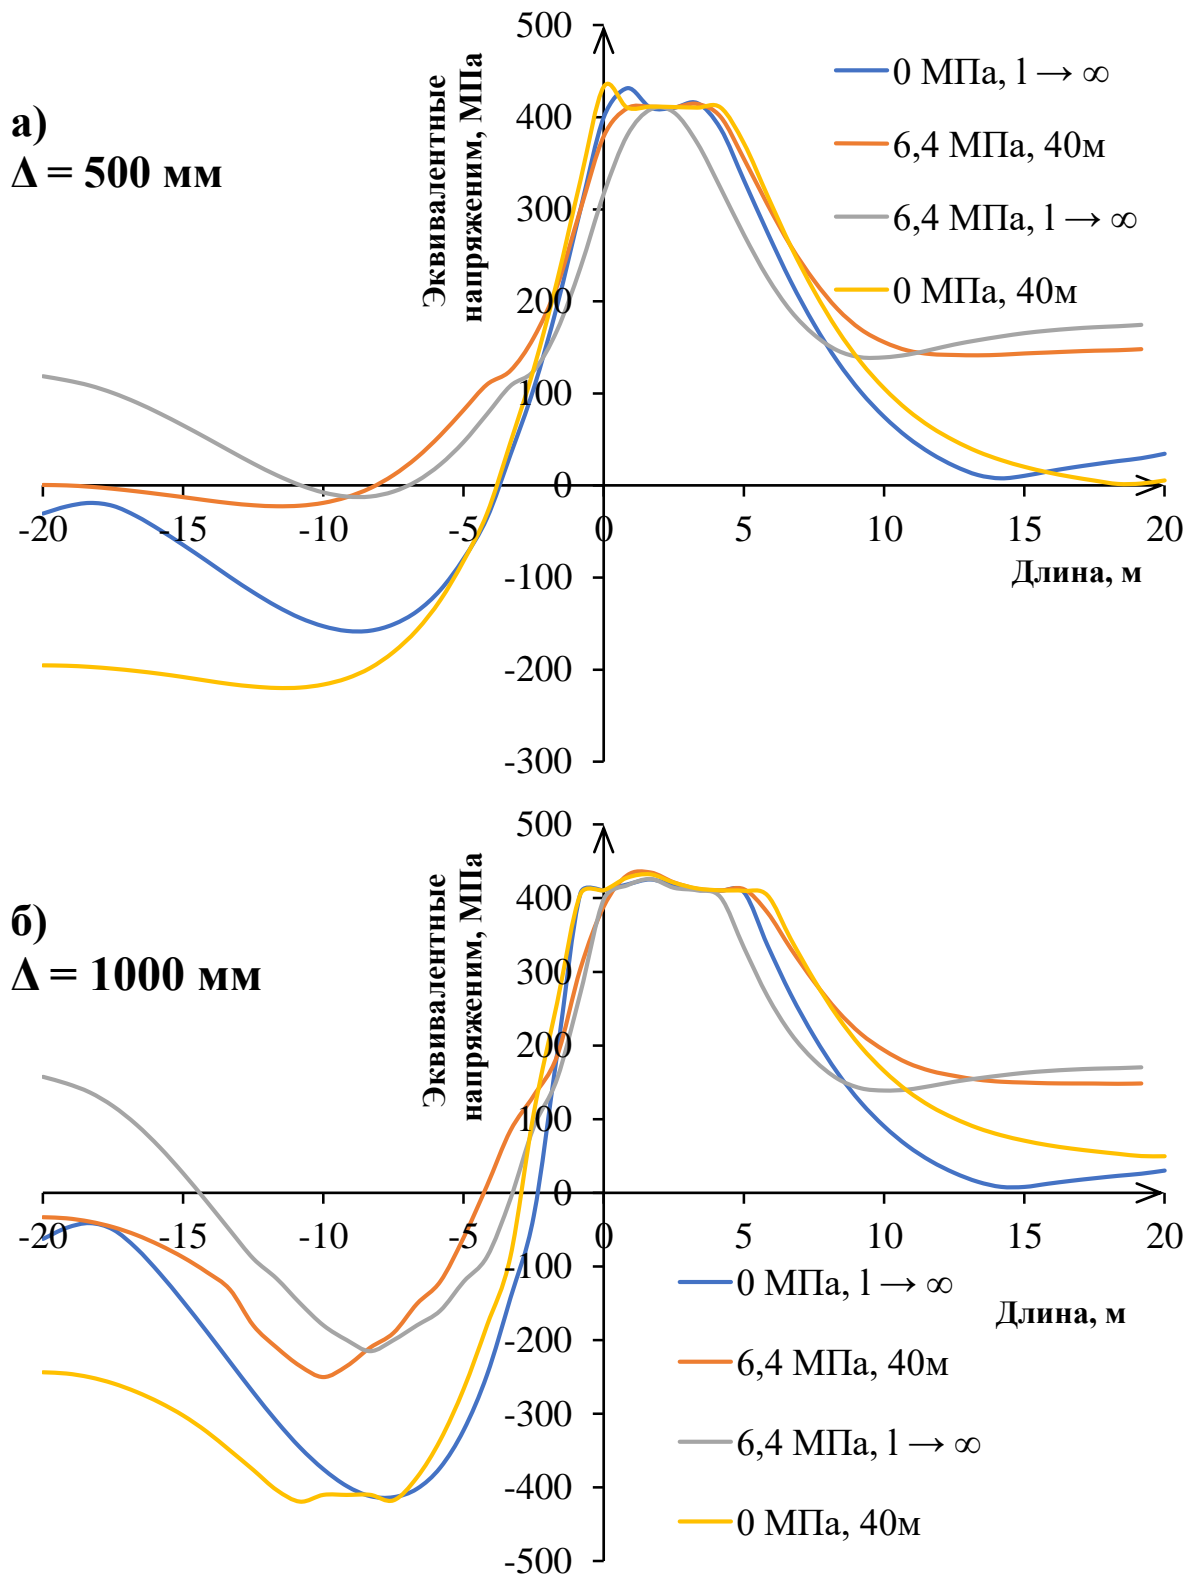 а)
Δ = 500 мм
Эквивалентные
напряженим, МПа
500
400
300
200
100
0
-100
-200
-300
-20
-15
-10
-5
0
5
10
15
20
Длина, м
0 МПа, l → ∞
6,4 МПа, 40м
6,4 МПа, l → ∞
0 МПа, 40м
б)
Δ = 1000 мм
Эквивалентные
напряженим, МПа
500
400
300
200
100
0
-100
-200
-300
-400
-500
-20
-15
-10
-5
0
5
10
15
20
Длина, м
0 МПа, l → ∞
6,4 МПа, 40м
6,4 МПа, l → ∞
0 МПа, 40м